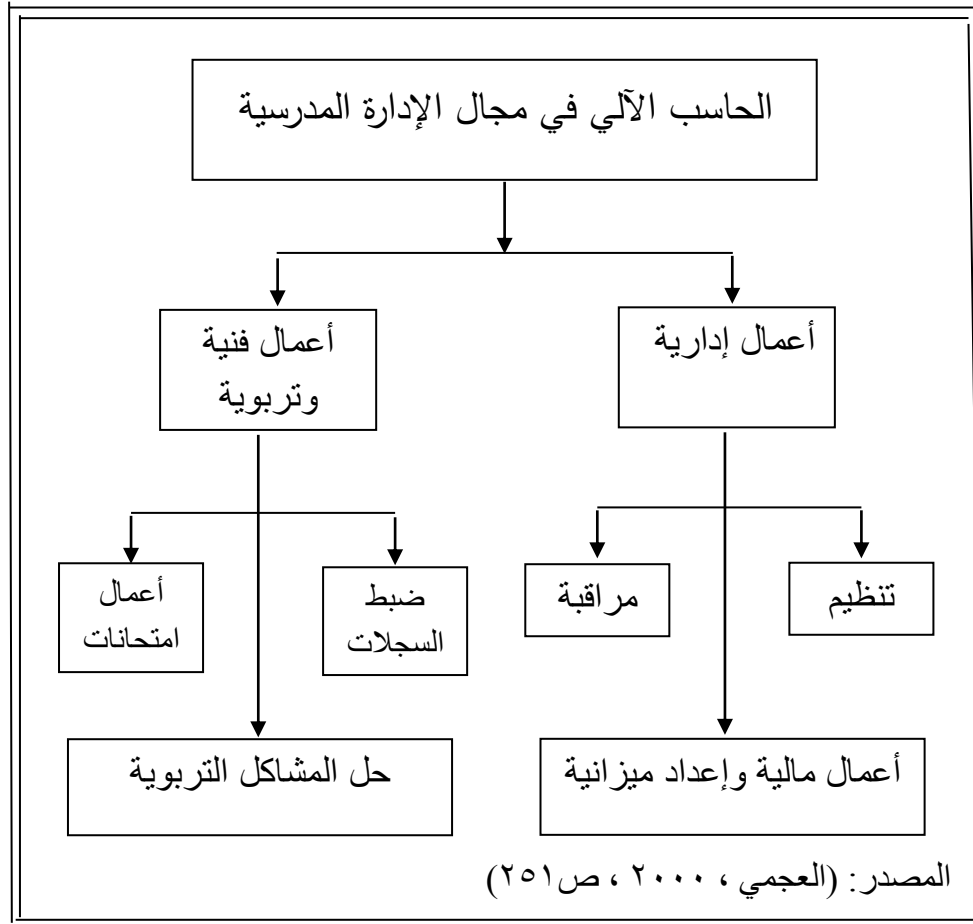 الحاسب الآلي في مجال الإدارة المدرسية
أعمال إدارية
أعمال فنية
وتربوية
تنظيم
مراقبة
ضبط
السجلات
أعمال
امتحانات
أعمال مالية وإعداد ميزانية
حل المشاكل التربوية
المصدر: (العجمي ، ٢٠٠٠ ، ص٢٥١)